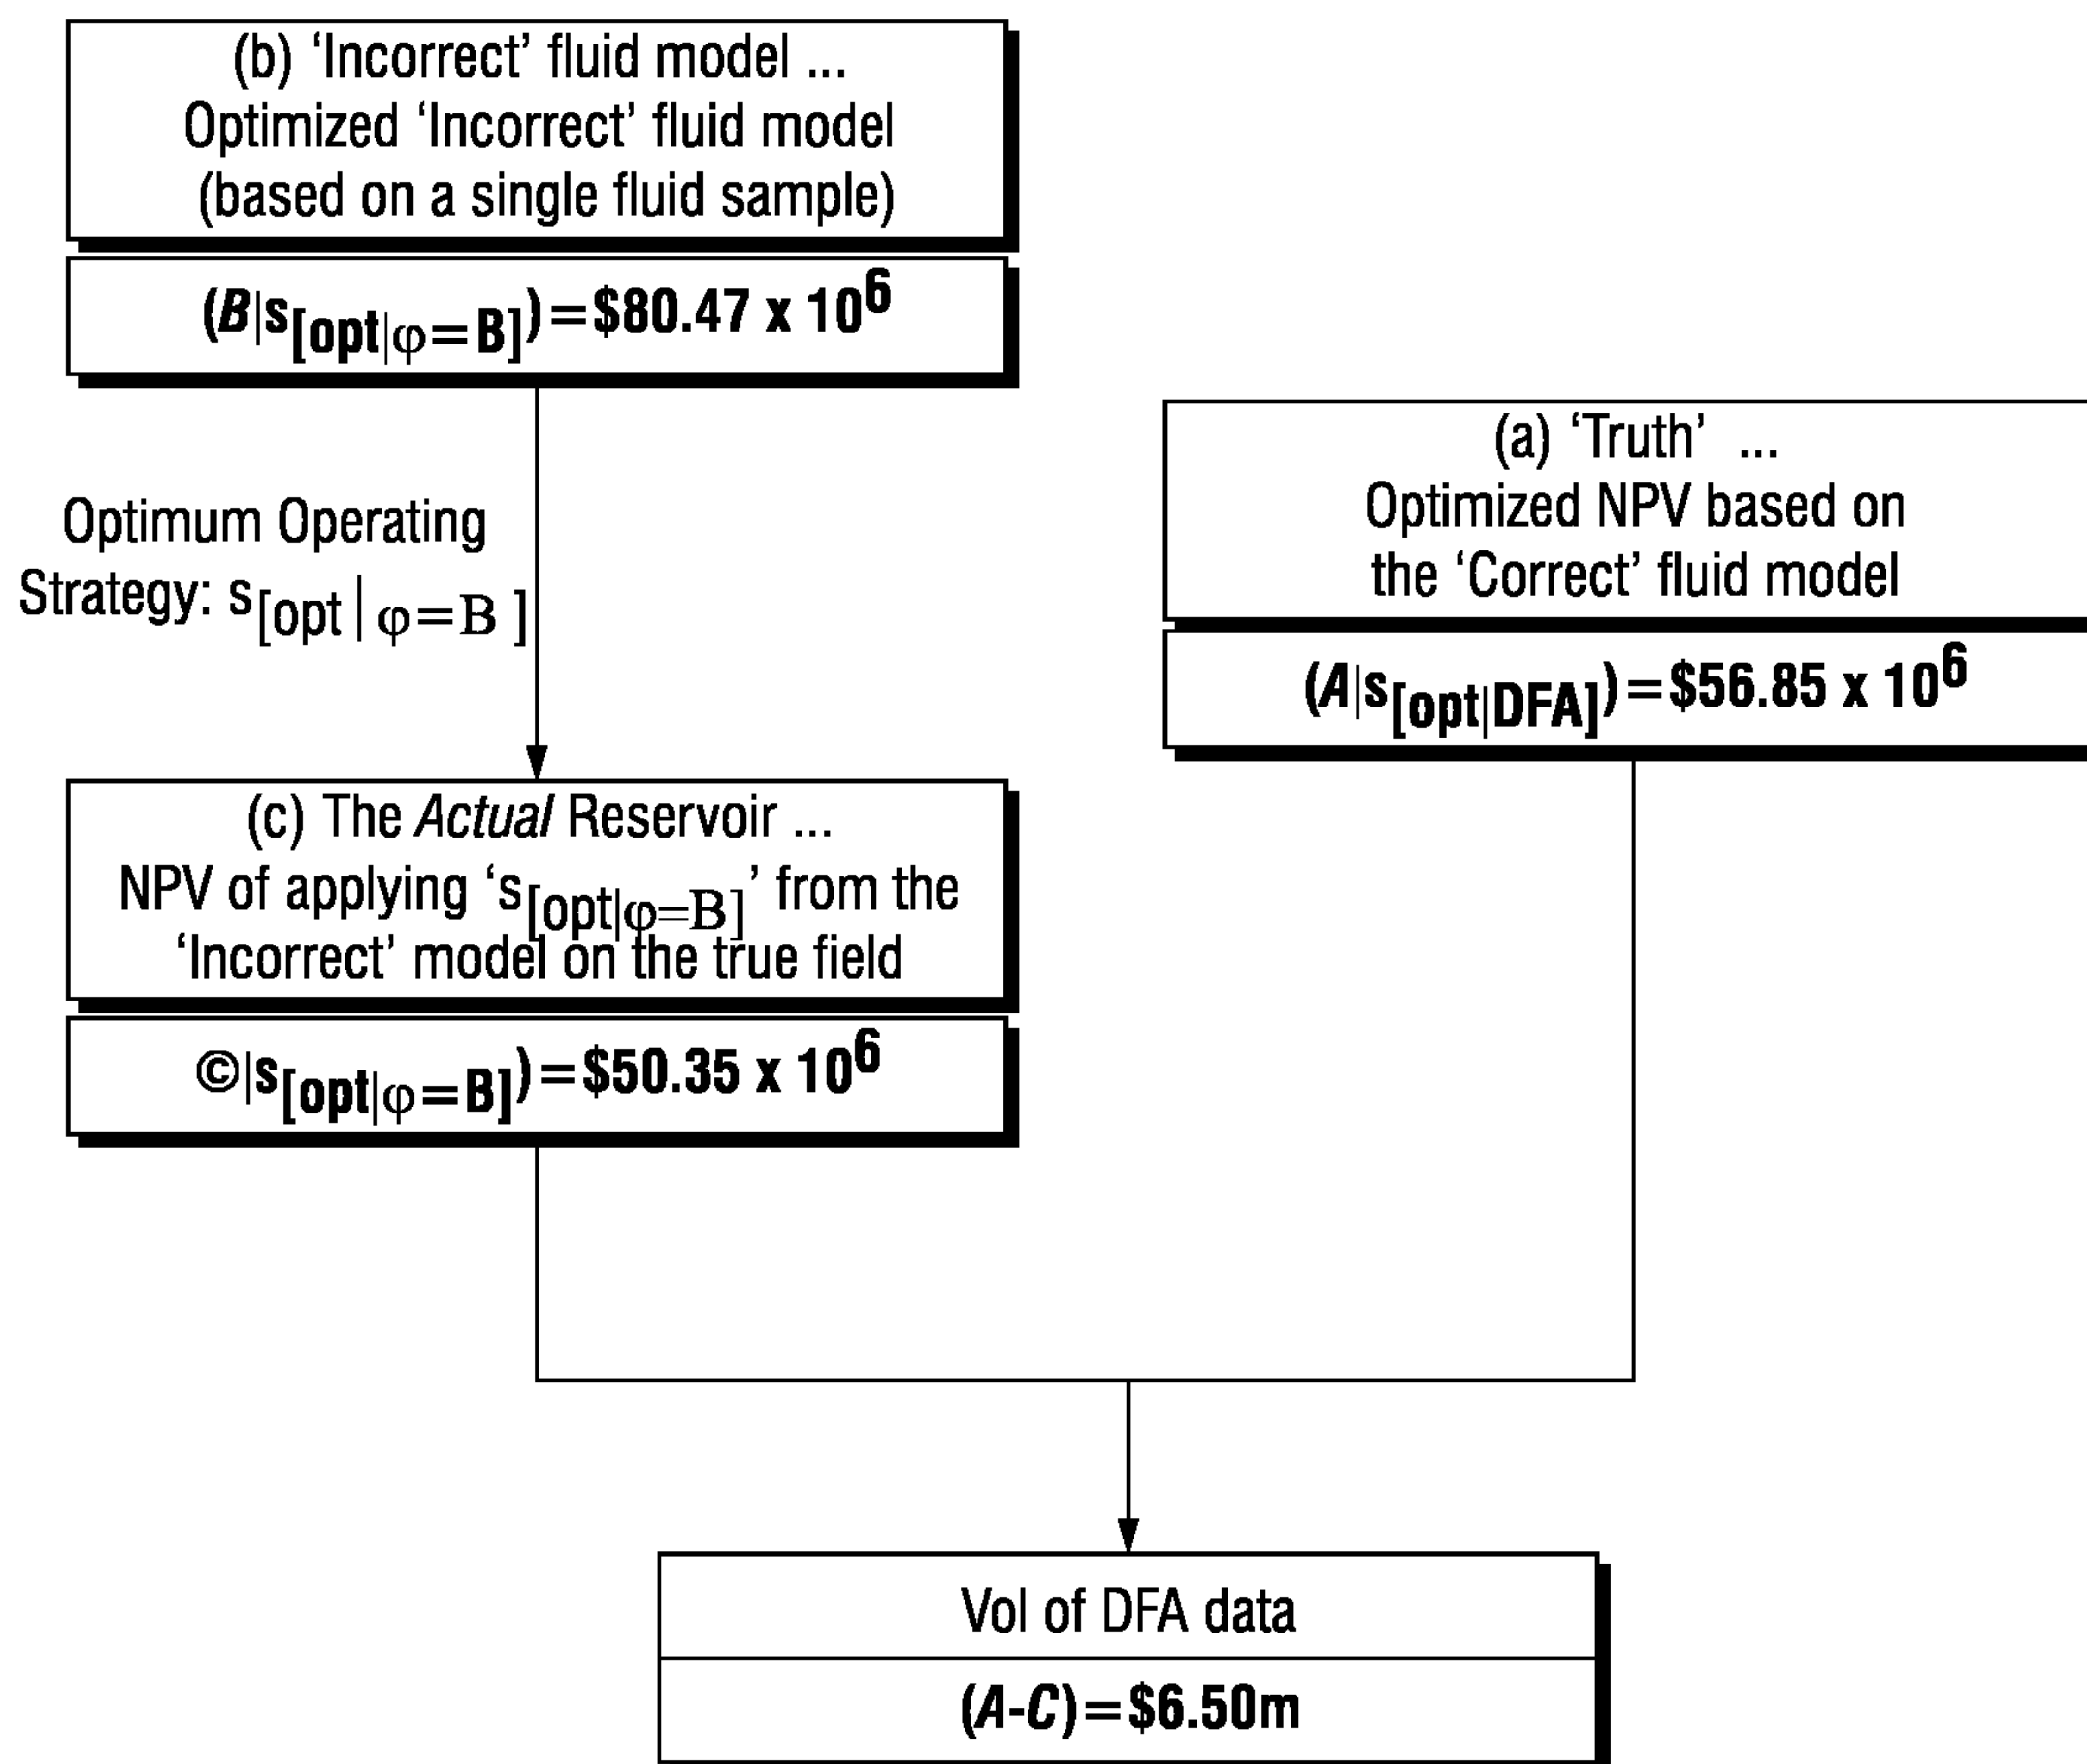 (b) ‘Incorrect’ fluid model ...
Optimized ‘Incorrect’ fluid model
(based on a single fluid sample)
(B|s[opt|φ=B])=$80.47 x 10^6
Optimum Operating
Strategy: s[opt | φ=B ]
(a) ‘Truth’ ...
Optimized NPV based on
the ‘Correct’ fluid model
(A|s[opt|DFA])=$56.85 x 10^6
(c) The Actual Reservoir ...
NPV of applying ‘s[opt|φ=B]’ from the
‘Incorrect’ model on the true field
©|s[opt|φ=B])=$50.35 x 10^6
Vol of DFA data
(A-C)=$6.50m